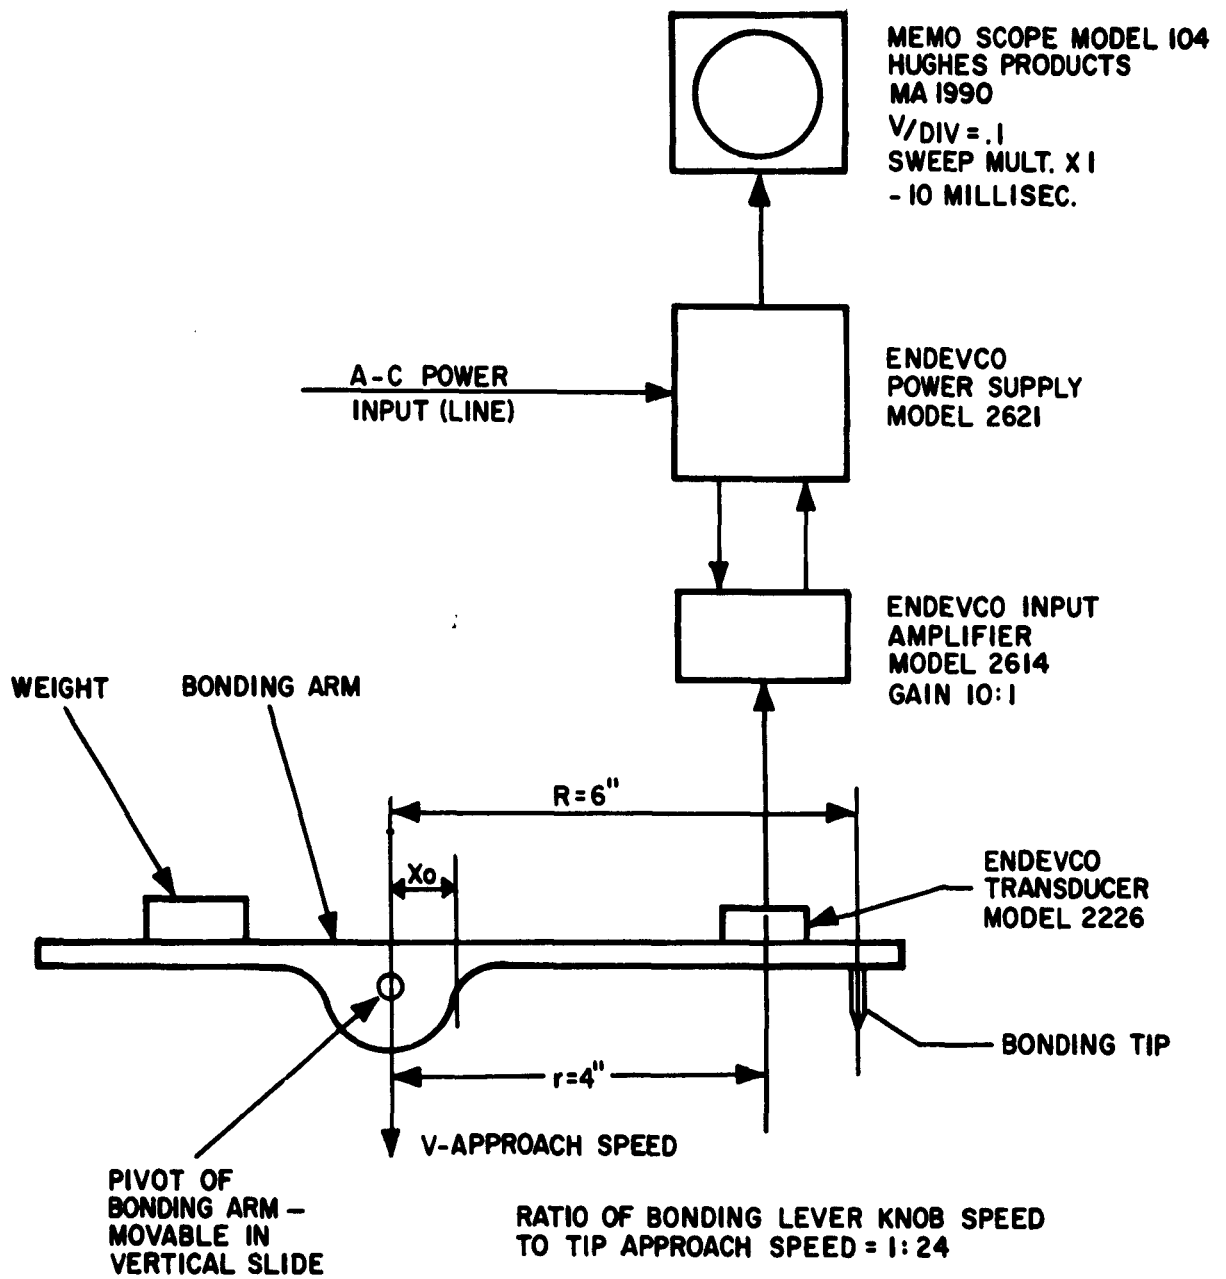 MEMO SCOPE MODEL 104
HUGHES PRODUCTS
MA 1990
V/DIV = .1
SWEEP MULT. X 1
- 10 MILLISEC.
A-C POWER
INPUT (LINE)
ENDEVCO
POWER SUPPLY
MODEL 2621
ENDEVCO INPUT
AMPLIFIER
MODEL 2614
GAIN 10:1
WEIGHT
BONDING ARM
R=6"
Xo
ENDEVCO
TRANSDUCER
MODEL 2226
BONDING TIP
r=4"
V-APPROACH SPEED
PIVOT OF
BONDING ARM –
MOVABLE IN
VERTICAL SLIDE
RATIO OF BONDING LEVER KNOB SPEED
TO TIP APPROACH SPEED = 1:24